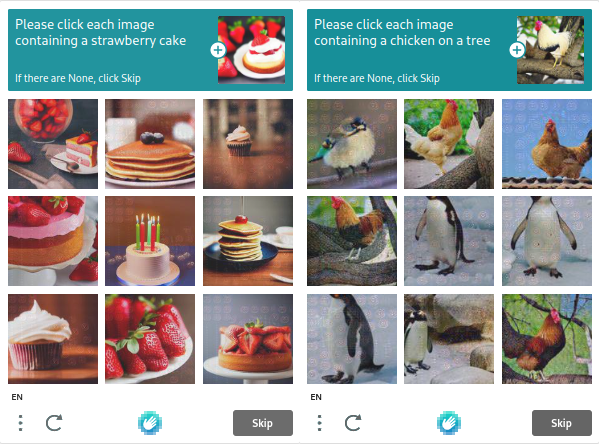 Please click each image
containing a strawberry cake
If there are None, click Skip
EN
Skip
Please click each image
containing a chicken on a tree
If there are None, click Skip
EN
Skip